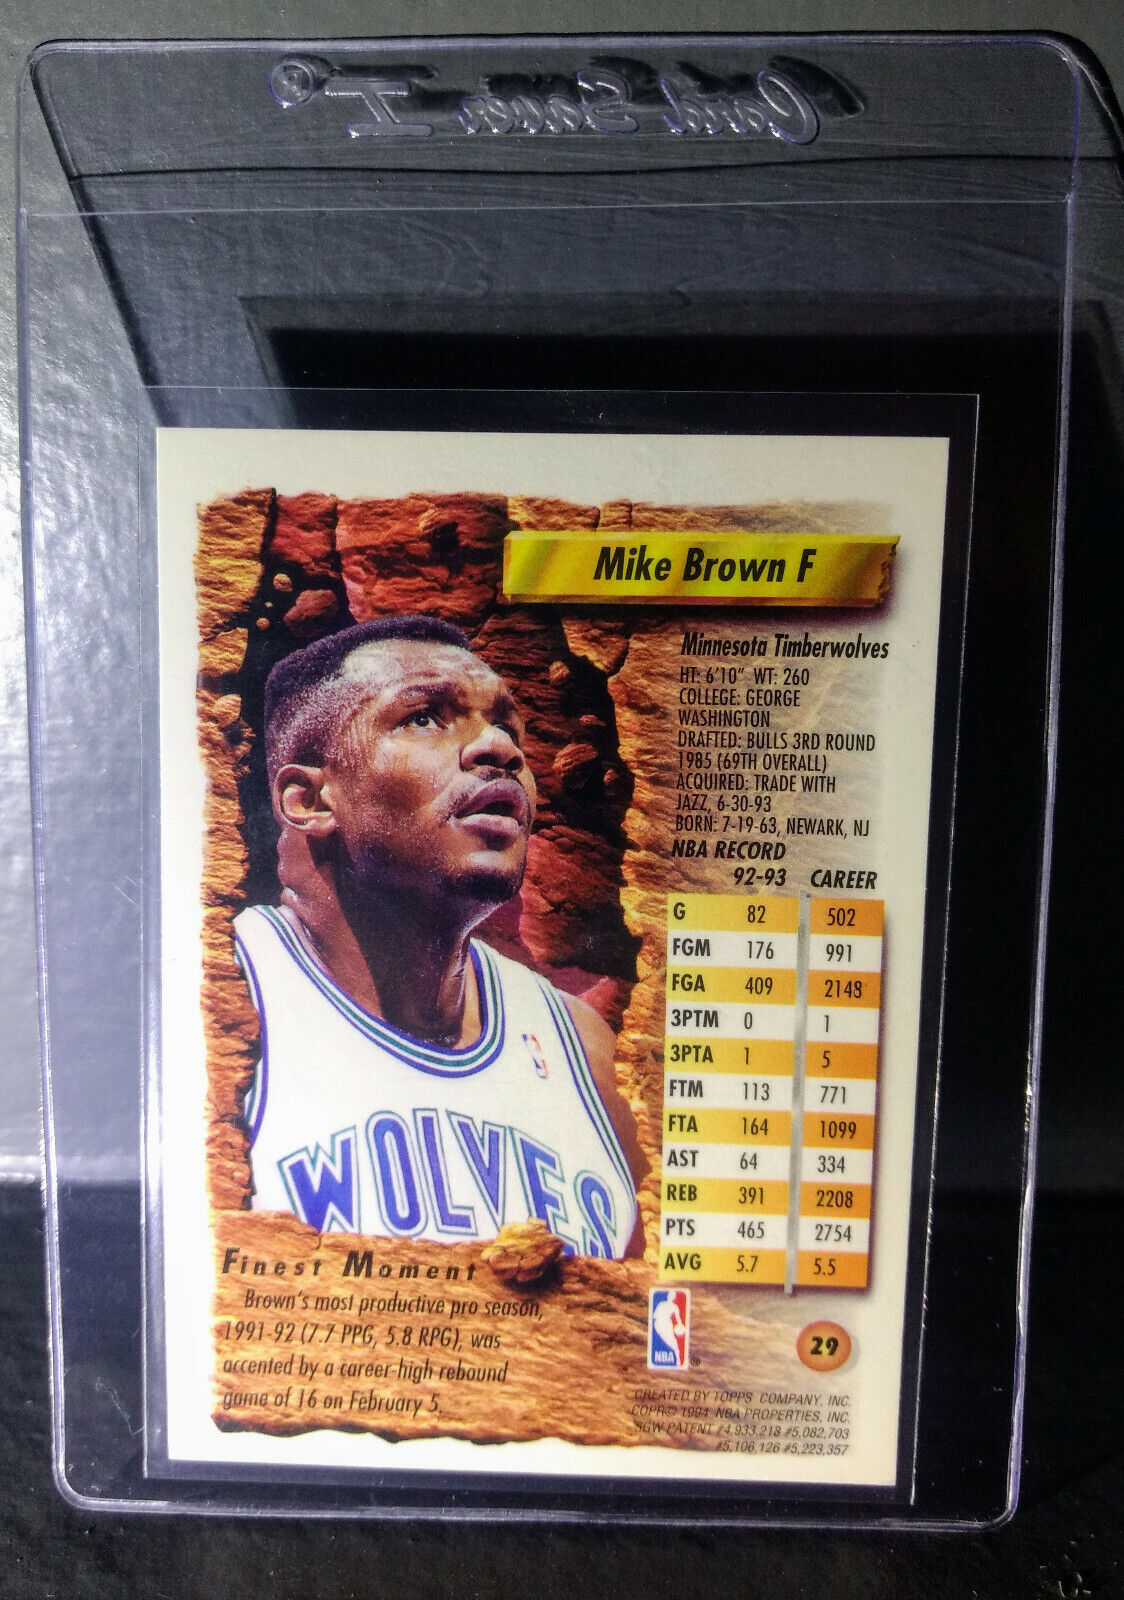 Card Saver I®
Mike Brown F
Minnesota Timberwolves
HT: 6'10" WT: 260
COLLEGE: GEORGE
WASHINGTON
DRAFTED: BULLS 3RD ROUND
1985 (69TH OVERALL)
ACQUIRED: TRADE WITH
JAZZ, 6-30-93
BORN: 7-19-63, NEWARK, NJ
NBA RECORD
92-93 CAREER
G 82 502
FGM 176 991
FGA 409 2148
3PTM 0 1
3PTA 1 5
FTM 113 771
FTA 164 1099
AST 64 334
REB 391 2208
PTS 465 2754
AVG 5.7 5.5
WOLVES
Finest Moment
Brown's most productive pro season,
1991-92 (7.7 PPG, 5.8 RPG), was
accented by a career-high rebound
game of 16 on February 5.
NBA ®
29
CREATED BY TOPPS COMPANY, INC.
COPR© 1994 NBA PROPERTIES, INC.
SGW PATENT #4,933,218 #5,082,703
#5,106,126 #5,223,357